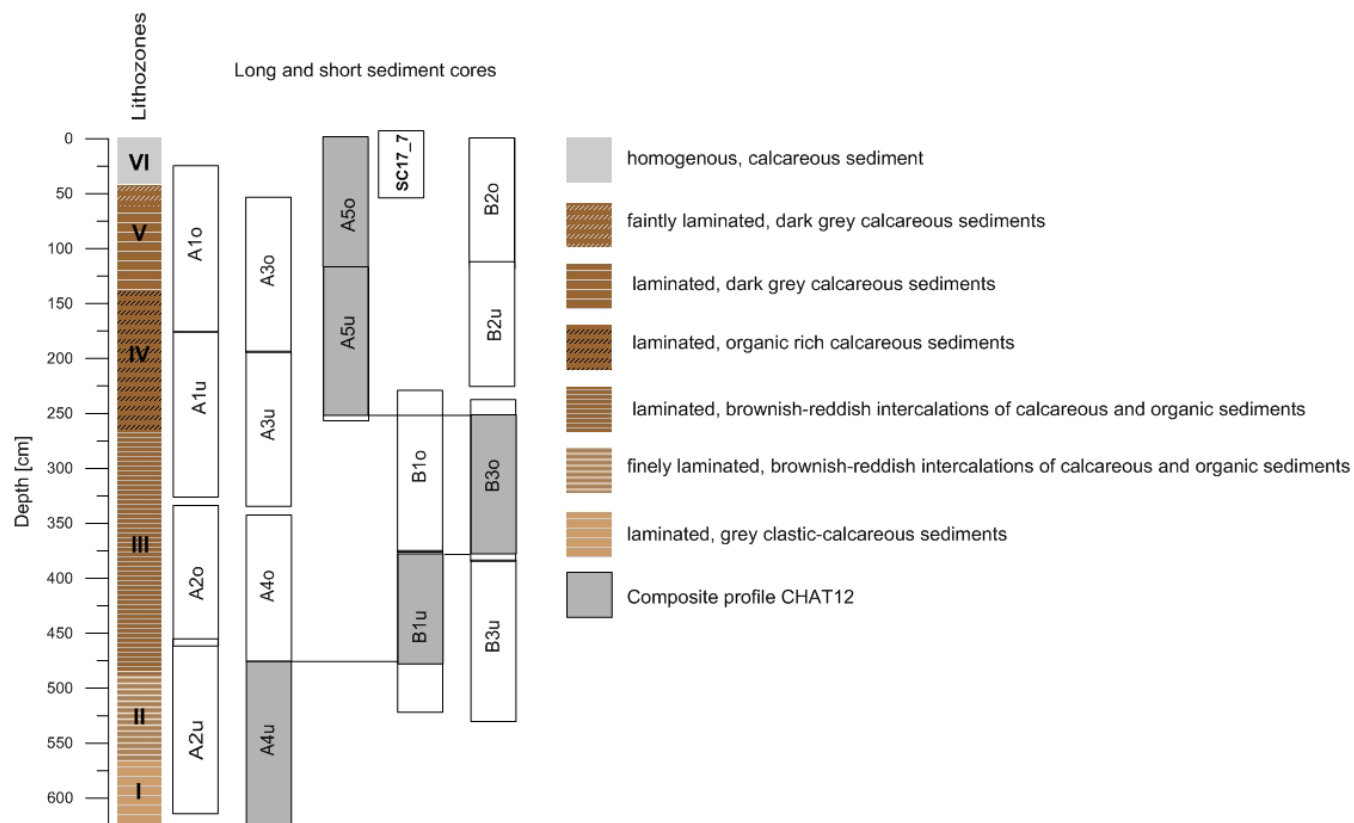 Lithozones
Long and short sediment cores
Depth [cm]
0
50
100
150
200
250
300
350
400
450
500
550
600
VI
V
IV
III
II
I
A1o
A1u
A2o
A2u
A3o
A3u
A4o
A4u
A5o
A5u
SC17_7
B1o
B1u
B2o
B2u
B3o
B3u
homogenous, calcareous sediment
faintly laminated, dark grey calcareous sediments
laminated, dark grey calcareous sediments
laminated, organic rich calcareous sediments
laminated, brownish-reddish intercalations of calcareous and organic sediments
finely laminated, brownish-reddish intercalations of calcareous and organic sediments
laminated, grey clastic-calcareous sediments
Composite profile CHAT12